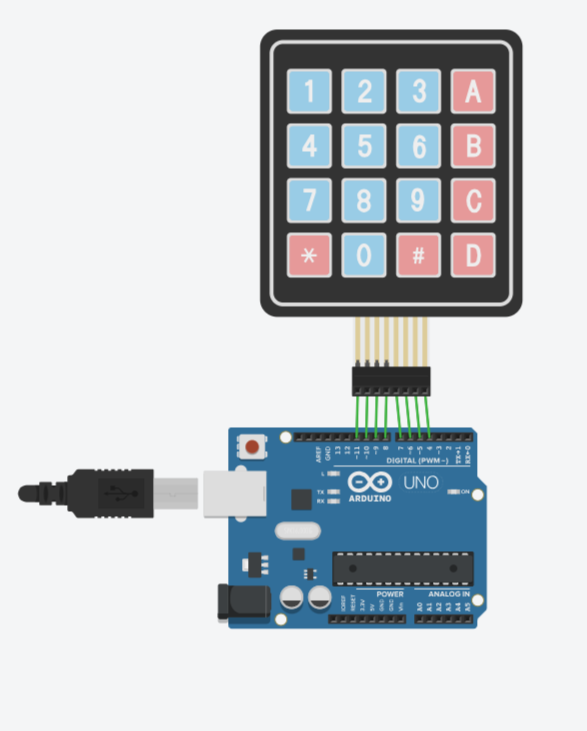 1 2 3 A
4 5 6 B
7 8 9 C
* 0 # D
AREF
GND
13
12
~11
~10
~9
8
7
~6
~5
4
~3
2
TX→1
RX←0
DIGITAL (PWM~)
L
TX
RX
ARDUINO
UNO
ON
POWER
ANALOG IN
IOREF
RESET
3.3V
5V
GND
GND
Vin
A0
A1
A2
A3
A4
A5